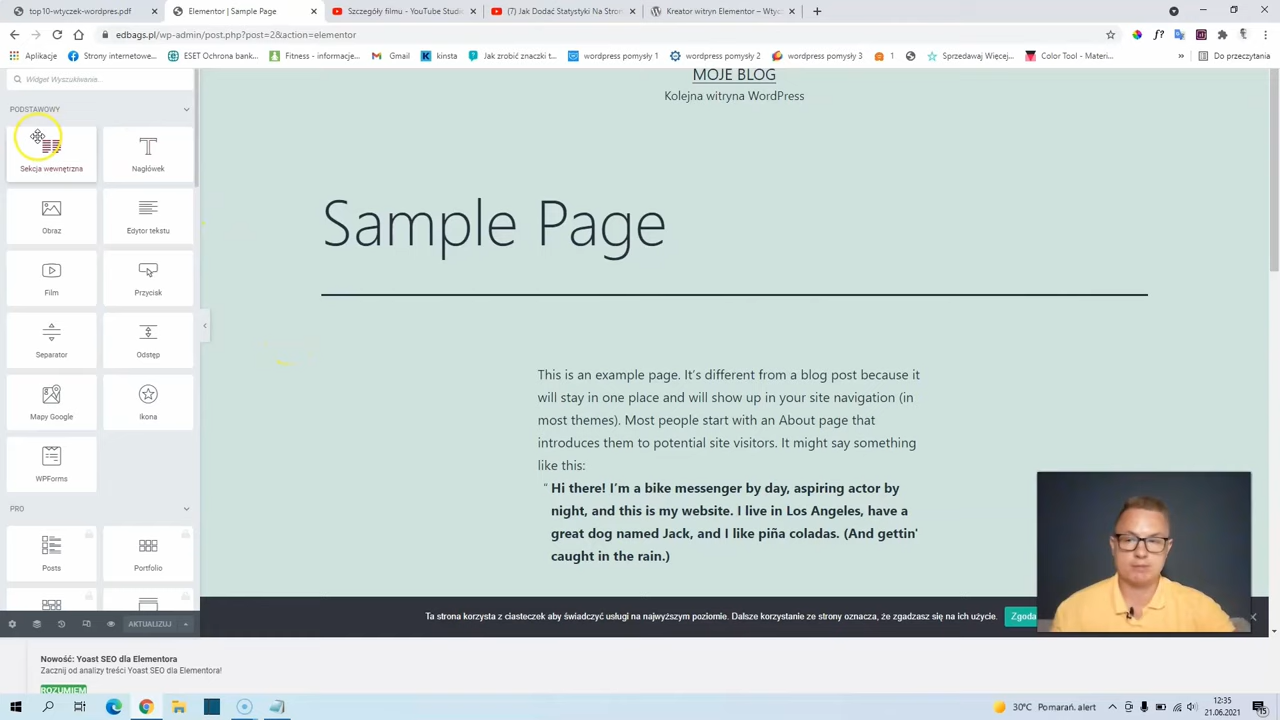 top10-wtyczek-wordpress.pdf
Elementor | Sample Page
Szczegóły filmu - YouTube Studi
(7) Jak Dodać Statystyki Na Stron
Kreator witryn Elementor – Wtyc
edbags.pl/wp-admin/post.php?post=2&action=elementor
Aplikacje
Strony internetowe...
ESET Ochrona bank...
Fitness - informacje...
kinsta
Jak zrobić znaczki t...
wordpress pomysły 1
wordpress pomysły 2
wordpress pomysły 3
1
Sprzedawaj Więcej...
Color Tool - Materi...
»
Do przeczytania
Widget Wyszukiwania...
PODSTAWOWY
Sekcja wewnętrzna
Nagłówek
Obraz
Edytor tekstu
Film
Przycisk
Separator
Odstęp
Mapy Google
Ikona
WPForms
PRO
Posts
Portfolio
AKTUALIZUJ
MOJE BLOG
Kolejna witryna WordPress
Sample Page
This is an example page. It's different from a blog post because it
will stay in one place and will show up in your site navigation (in
most themes). Most people start with an About page that
introduces them to potential site visitors. It might say something
like this:
" Hi there! I'm a bike messenger by day, aspiring actor by
night, and this is my website. I live in Los Angeles, have a
great dog named Jack, and I like piña coladas. (And gettin'
caught in the rain.)
Ta strona korzysta z ciasteczek aby świadczyć usługi na najwyższym poziomie. Dalsze korzystanie ze strony oznacza, że zgadzasz się na ich użycie.
Zgoda
Nowość: Yoast SEO dla Elementora
Zacznij od analizy treści Yoast SEO dla Elementora!
ROZUMIEM
30°C Pomarań. alert
12:35
21.06.2021
15